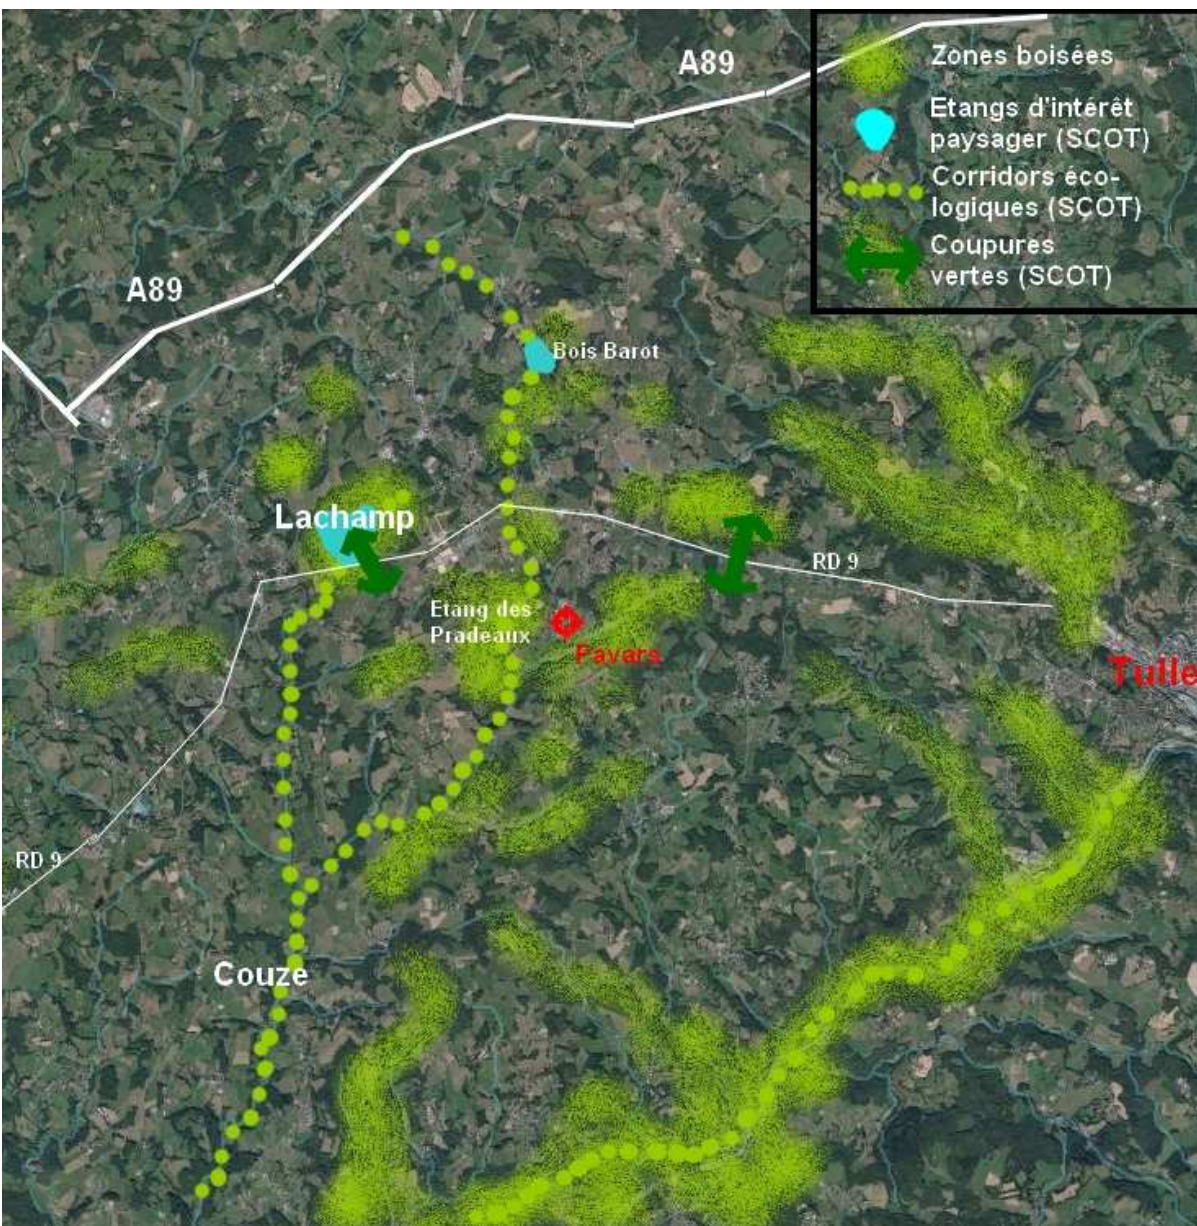 A89
Zones boisées
Etangs d'intérêt
paysager (SCOT)
Corridors éco-
logiques (SCOT)
Coupures
vertes (SCOT)
A89
Bois Barot
Lachamp
RD 9
Etang des
Pradeaux
Favars
Tulle
RD 9
Couze